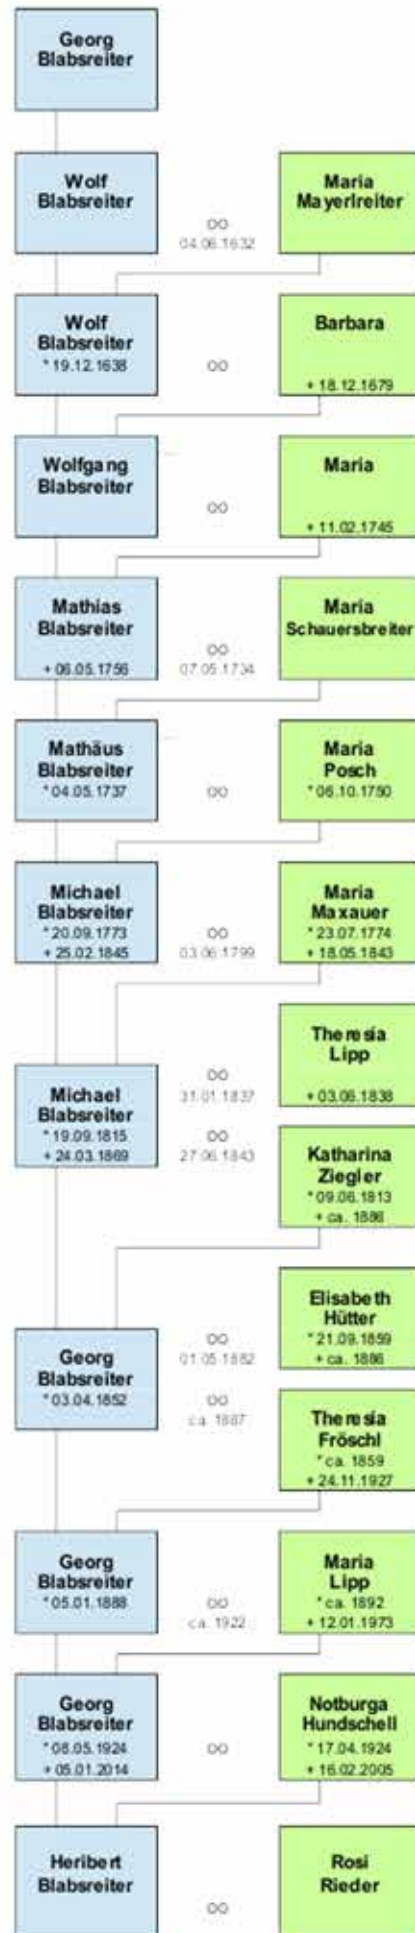 Georg
Blabsreiter
Wolf
Blabsreiter
OO
04.06.1632
Maria
Mayerlreiter
Wolf
Blabsreiter
* 19.12.1638
OO
Barbara
+ 18.12.1679
Wolfgang
Blabsreiter
OO
Maria
+ 11.02.1745
Mathias
Blabsreiter
+ 06.05.1756
OO
07.05.1734
Maria
Schauersbreiter
Mathäus
Blabsreiter
* 04.05.1737
OO
Maria
Posch
* 06.10.1750
Michael
Blabsreiter
* 20.09.1773
+ 25.02.1845
OO
03.06.1799
Maria
Maxauer
* 23.07.1774
+ 18.05.1843
Michael
Blabsreiter
* 19.09.1815
+ 24.03.1869
OO
31.01.1837
OO
27.06.1843
Theresia
Lipp
+ 03.06.1838
Katharina
Ziegler
* 09.06.1813
+ ca. 1886
Georg
Blabsreiter
* 03.04.1852
OO
01.05.1882
OO
ca. 1887
Elisabeth
Hütter
* 21.09.1859
+ ca. 1886
Theresia
Fröschl
* ca. 1859
+ 24.11.1927
Georg
Blabsreiter
* 05.01.1888
OO
ca. 1922
Maria
Lipp
* ca. 1892
+ 12.01.1973
Georg
Blabsreiter
* 08.05.1924
+ 05.01.2014
OO
Notburga
Hundschell
* 17.04.1924
+ 16.02.2005
Heribert
Blabsreiter
OO
Rosi
Rieder